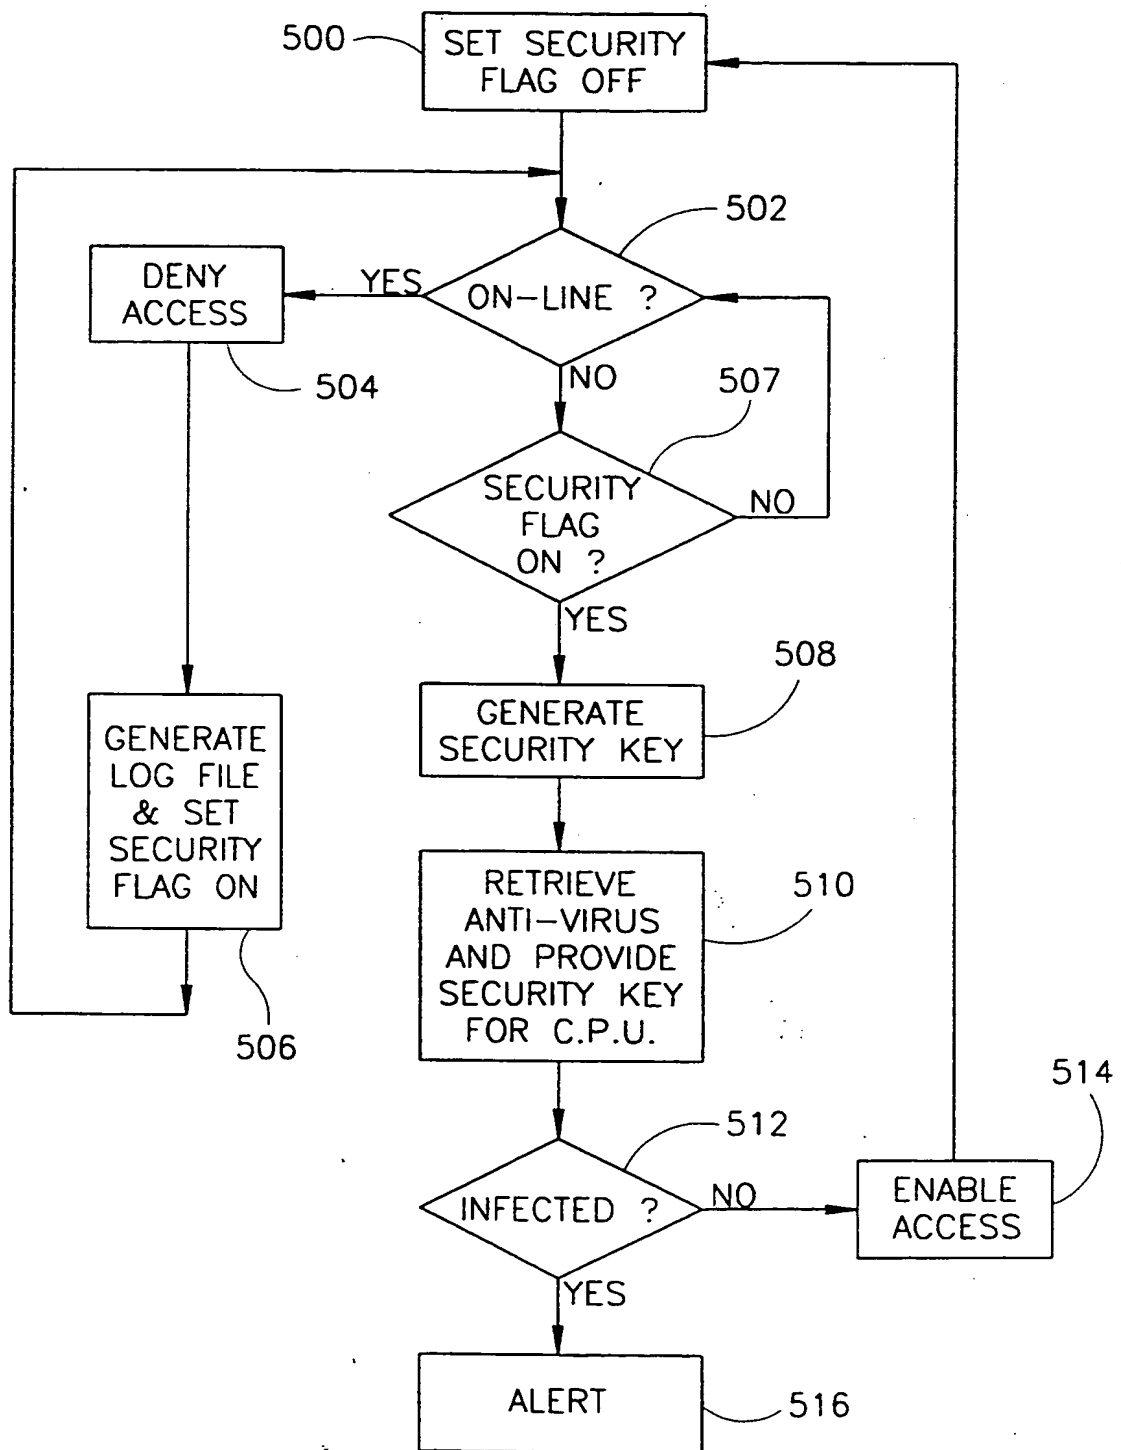 500
SET SECURITY
FLAG OFF
502
DENY
ACCESS
YES
ON-LINE ?
504
NO
507
SECURITY
FLAG
ON ?
NO
YES
508
GENERATE
SECURITY KEY
GENERATE
LOG FILE
& SET
SECURITY
FLAG ON
506
RETRIEVE
ANTI-VIRUS
AND PROVIDE
SECURITY KEY
FOR C.P.U.
510
512
INFECTED ?
NO
514
ENABLE
ACCESS
YES
ALERT
516